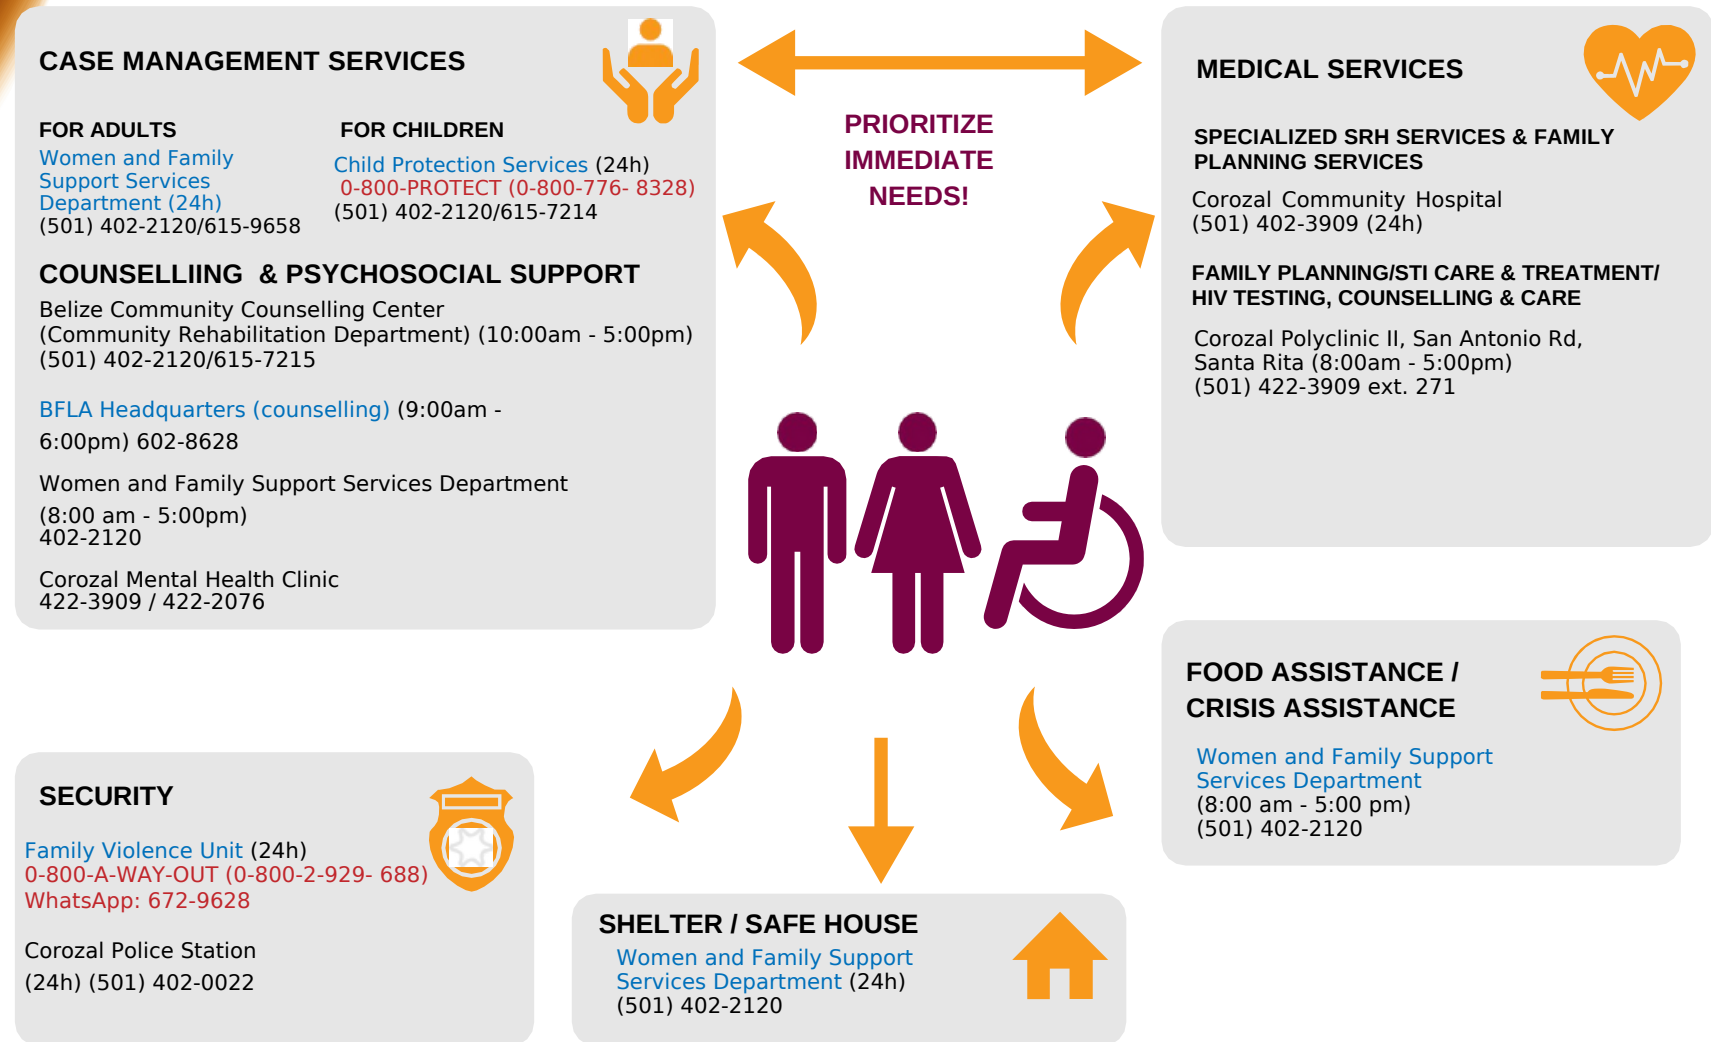 CASE MANAGEMENT SERVICES
FOR ADULTS
Women and Family
Support Services
Department (24h)
(501) 402-2120/615-9658
FOR CHILDREN
Child Protection Services (24h)
0-800-PROTECT (0-800-776- 8328)
(501) 402-2120/615-7214
COUNSELLIING & PSYCHOSOCIAL SUPPORT
Belize Community Counselling Center
(Community Rehabilitation Department) (10:00am - 5:00pm)
(501) 402-2120/615-7215
BFLA Headquarters (counselling) (9:00am -
6:00pm) 602-8628
Women and Family Support Services Department
(8:00 am - 5:00pm)
402-2120
Corozal Mental Health Clinic
422-3909 / 422-2076
PRIORITIZE
IMMEDIATE
NEEDS!
MEDICAL SERVICES
SPECIALIZED SRH SERVICES & FAMILY
PLANNING SERVICES
Corozal Community Hospital
(501) 402-3909 (24h)
FAMILY PLANNING/STI CARE & TREATMENT/
HIV TESTING, COUNSELLING & CARE
Corozal Polyclinic II, San Antonio Rd,
Santa Rita (8:00am - 5:00pm)
(501) 422-3909 ext. 271
FOOD ASSISTANCE /
CRISIS ASSISTANCE
Women and Family Support
Services Department
(8:00 am - 5:00 pm)
(501) 402-2120
SECURITY
Family Violence Unit (24h)
0-800-A-WAY-OUT (0-800-2-929- 688)
WhatsApp: 672-9628
Corozal Police Station
(24h) (501) 402-0022
SHELTER / SAFE HOUSE
Women and Family Support
Services Department (24h)
(501) 402-2120